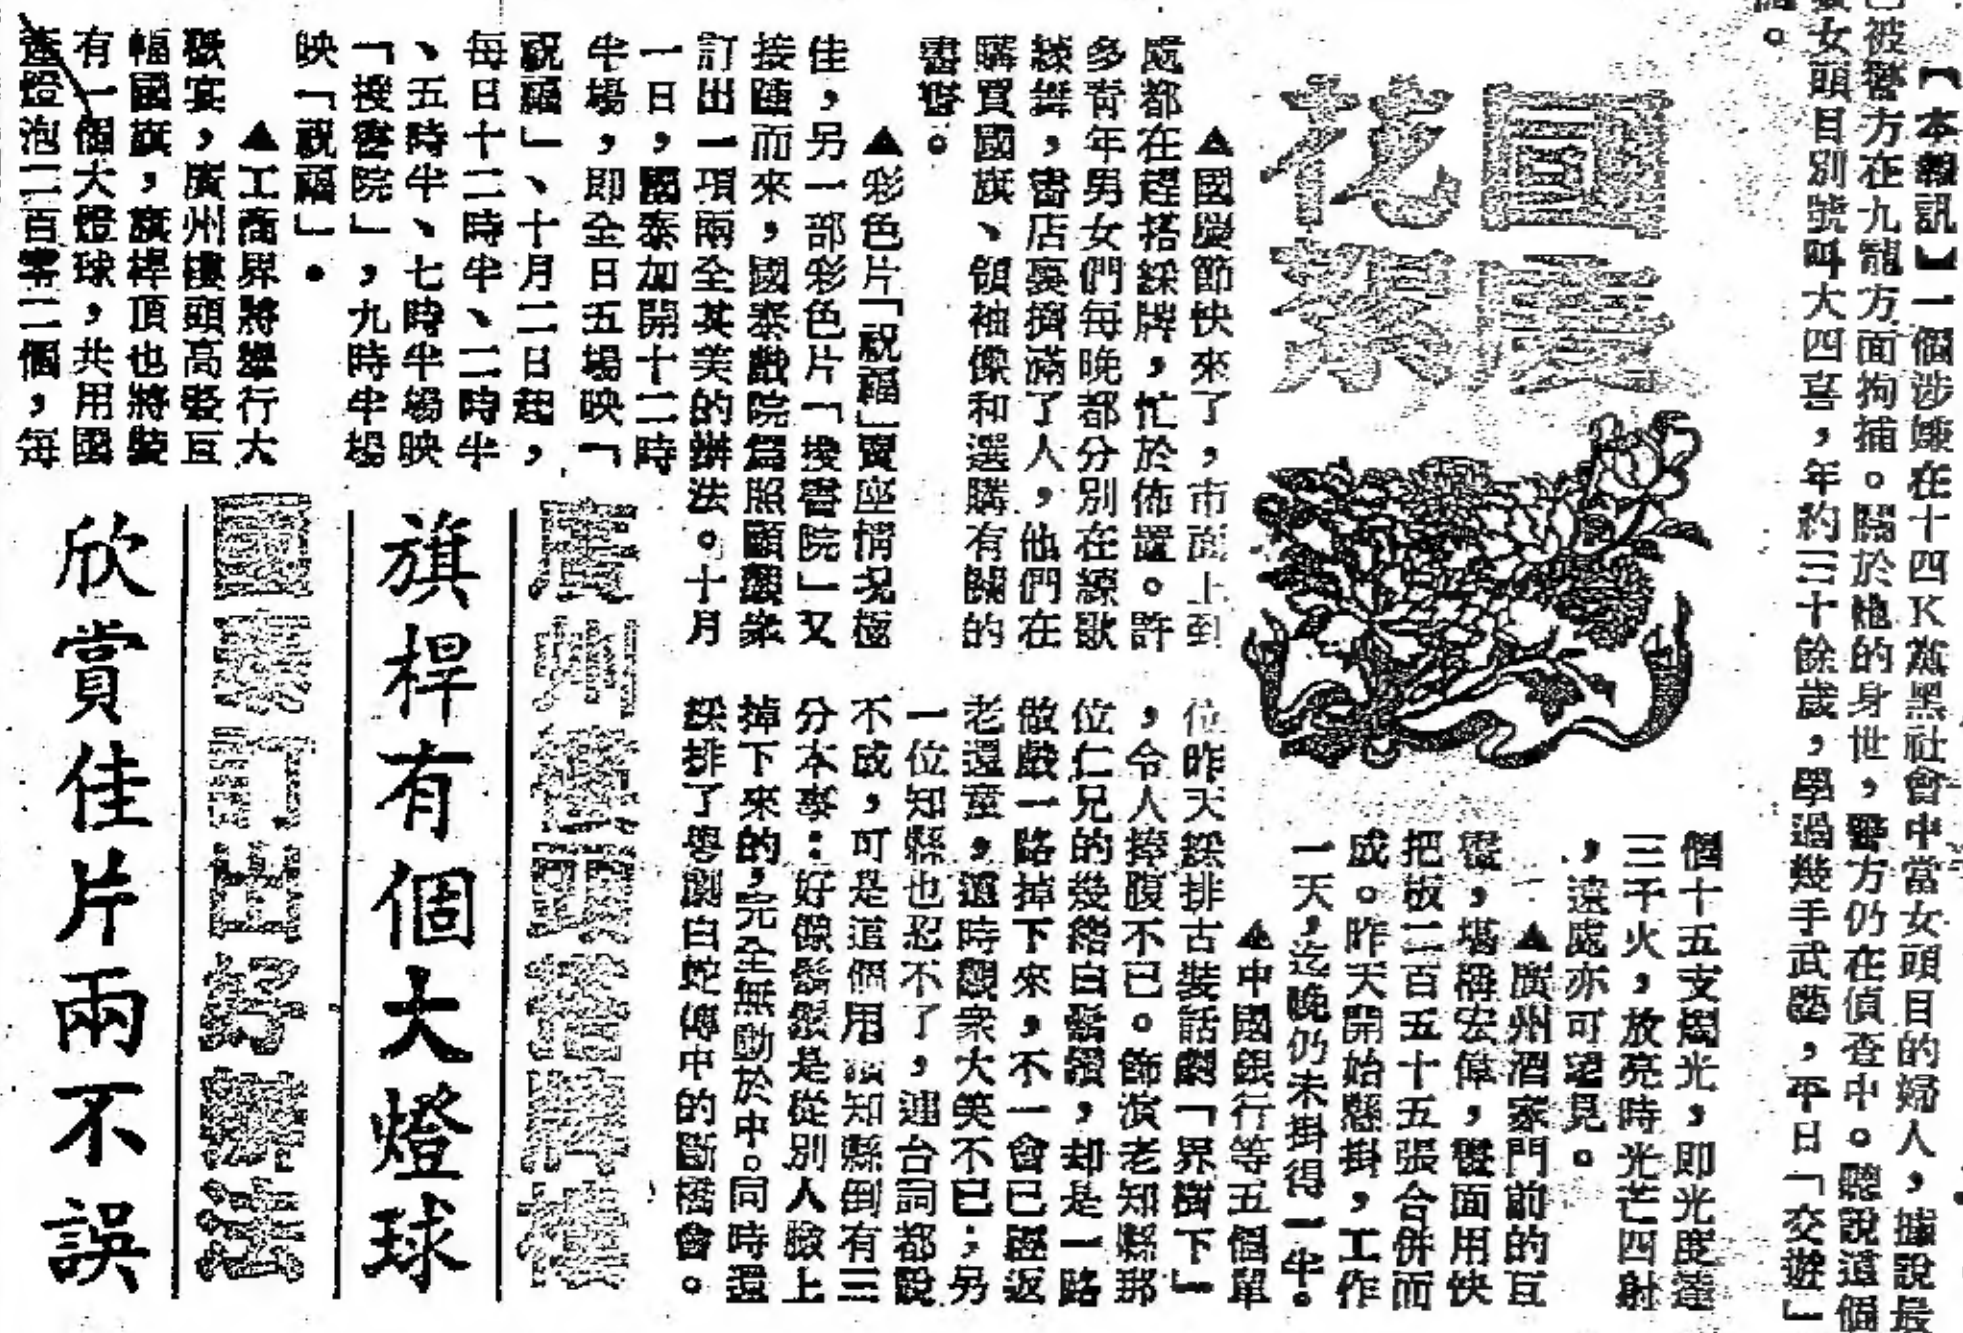 【本報訊】一個涉嫌在十四K黨黑社會中當女頭目的婦人，據說最
已被警方在九龍方面拘捕。關於她的身世，警方仍在偵查中。聽說這個
女頭目別號叫大四喜，年約三十餘歲，學過幾手武藝，平日「交遊」
國慶
花絮
▲國慶節快來了，市面上到
處都在趕搭綵牌，忙於佈置。許
多青年男女們每晚都分別在練歌
練舞，書店裏擠滿了人，他們在
購買國旗、領袖像和選購有關的
書籍。
▲彩色片「祝福」賣座情况極
佳，另一部彩色片「搜書院」又
接踵而來，國泰戲院爲照顧觀衆
訂出一項兩全其美的辦法。十月
一日，國泰加開十二時
半場，即全日五場映「
祝福」、十月二日起，
每日十二時半、二時半
、五時半、七時半場映
「搜書院」，九時半場
映「祝福」。
▲工商界將舉行大
聯宴，廣州樓頭高豎巨
幅國旗，旗桿頂也將裝
有一個大燈球，共用國
產燈泡二百零二個，每
個十五支燭光，即光度達
三千火，放亮時光芒四射
，遠處亦可望見。
▲廣州酒家門前的巨
畫，堪稱宏偉，畫面用快
把板二百五十五張合併而
成。昨天開始懸掛，工作
一天，迄晚仍未掛得一半。
▲中國銀行等五個單
位昨天綵排古裝話劇「界樹下」
，令人捧腹不已。飾演老知縣那
位仁兄的幾綹白鬍鬚，却是一路
做戲一路掉下來，不一會已經返
老還童，這時觀衆大笑不已；另
一位知縣也忍不了，連台詞都說
不成，可是這個用 知縣倒有三
分本事：好像鬍鬚是從別人臉上
掉下來的，完全無動於中。同時還
綵排了粵劇白蛇傳中的斷橋會。
廣州樓頭
旗桿有個大燈球
國泰 出好辦法
欣賞佳片兩不誤